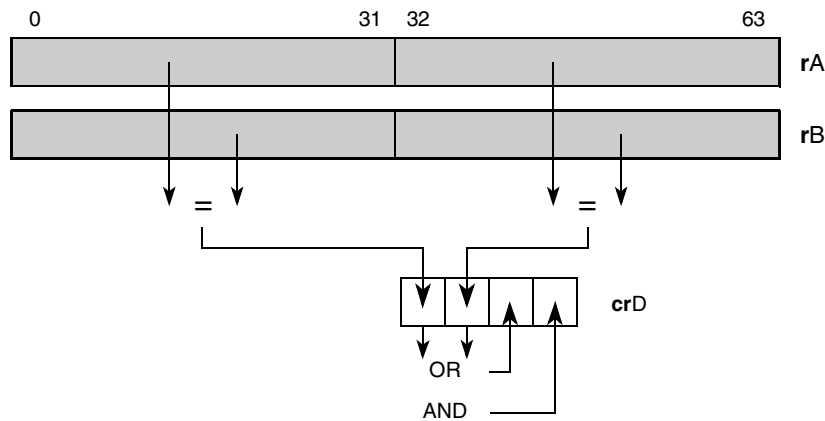 0 31 32 63
rA
rB
= =
crD
OR
AND